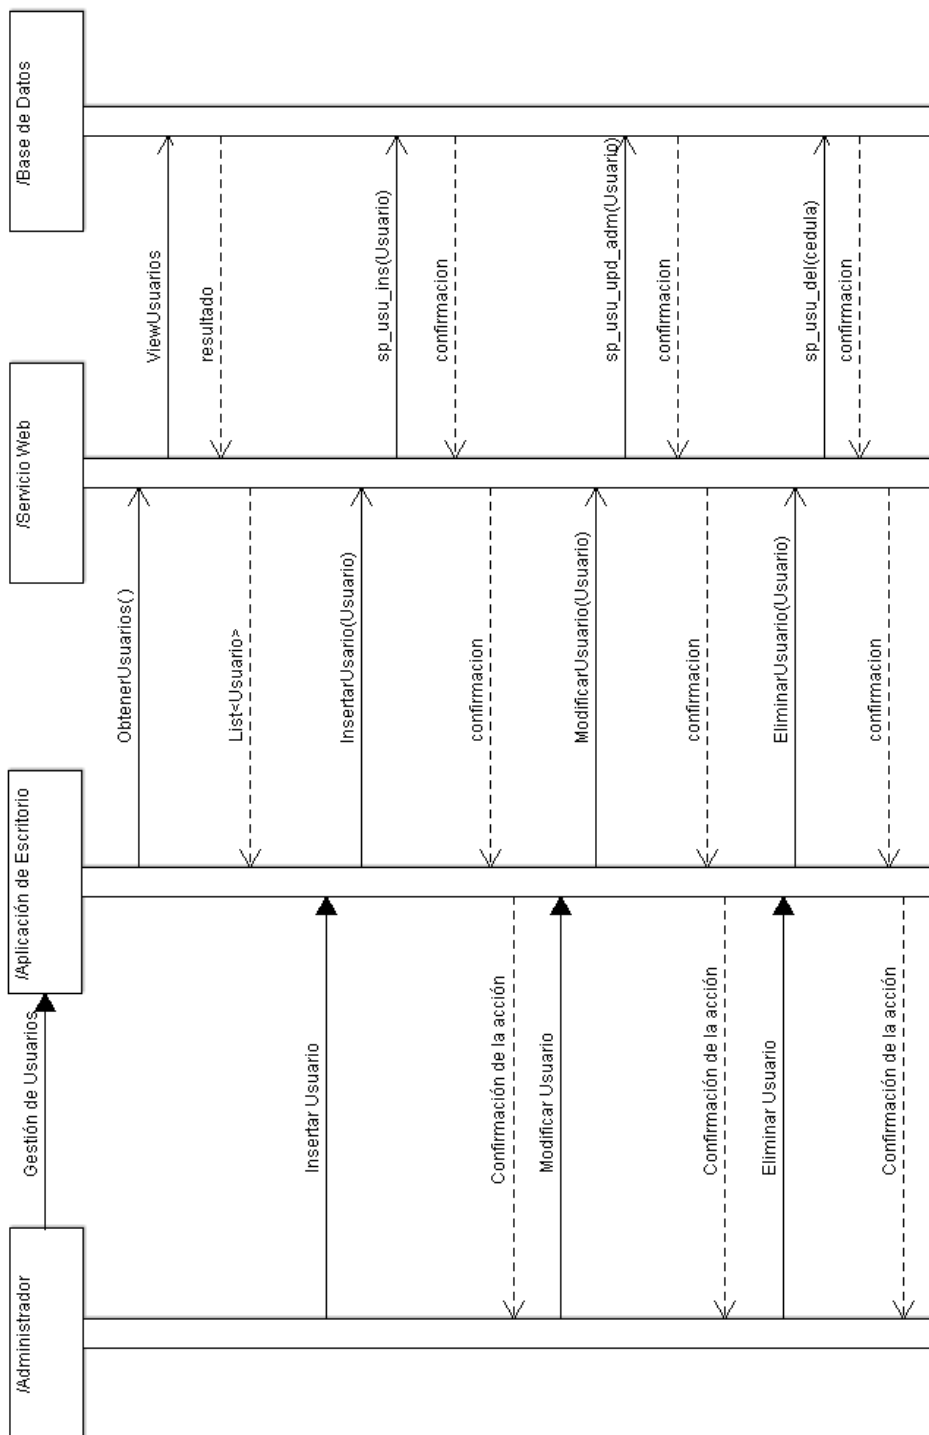 /Administrador
/Aplicación de Escritorio
/Servicio Web
/Base de Datos
Gestión de Usuarios
ObtenerUsuarios()
ViewUsuarios
resultado
List<Usuario>
Insertar Usuario
InsertarUsario(Usuario)
sp_usu_ins(Usuario)
confirmacion
confirmacion
Confirmación de la acción
Modificar Usuario
ModificarUsuario(Usuario)
sp_usu_upd_adm(Usuario)
confirmacion
confirmacion
Confirmación de la acción
Eliminar Usuario
EliminarUsuario(Usuario)
sp_usu_del(cedula)
confirmacion
confirmacion
Confirmación de la acción